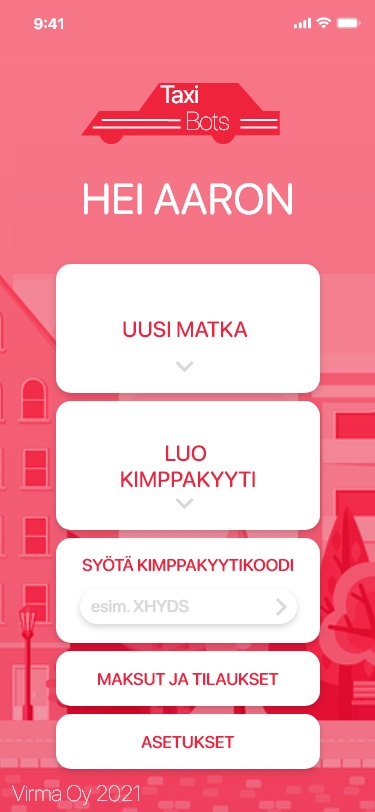 9:41
Taxi
Bots
HEI AARON
UUSI MATKA
LUO
KIMPPAKYYTI
SYÖTÄ KIMPPAKYYTIKOODI
esim. XHYDS
MAKSUT JA TILAUKSET
ASETUKSET
Virma Oy 2021